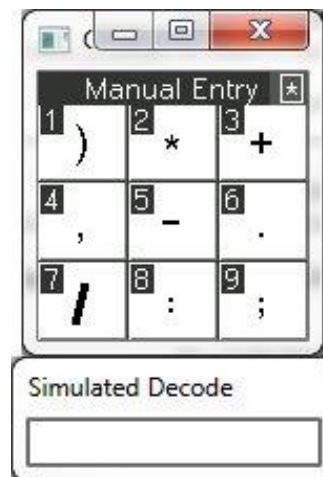 Manual Entry *
1 ) 2 * 3 +
4 , 5 - 6 .
7 / 8 : 9 ;
Simulated Decode